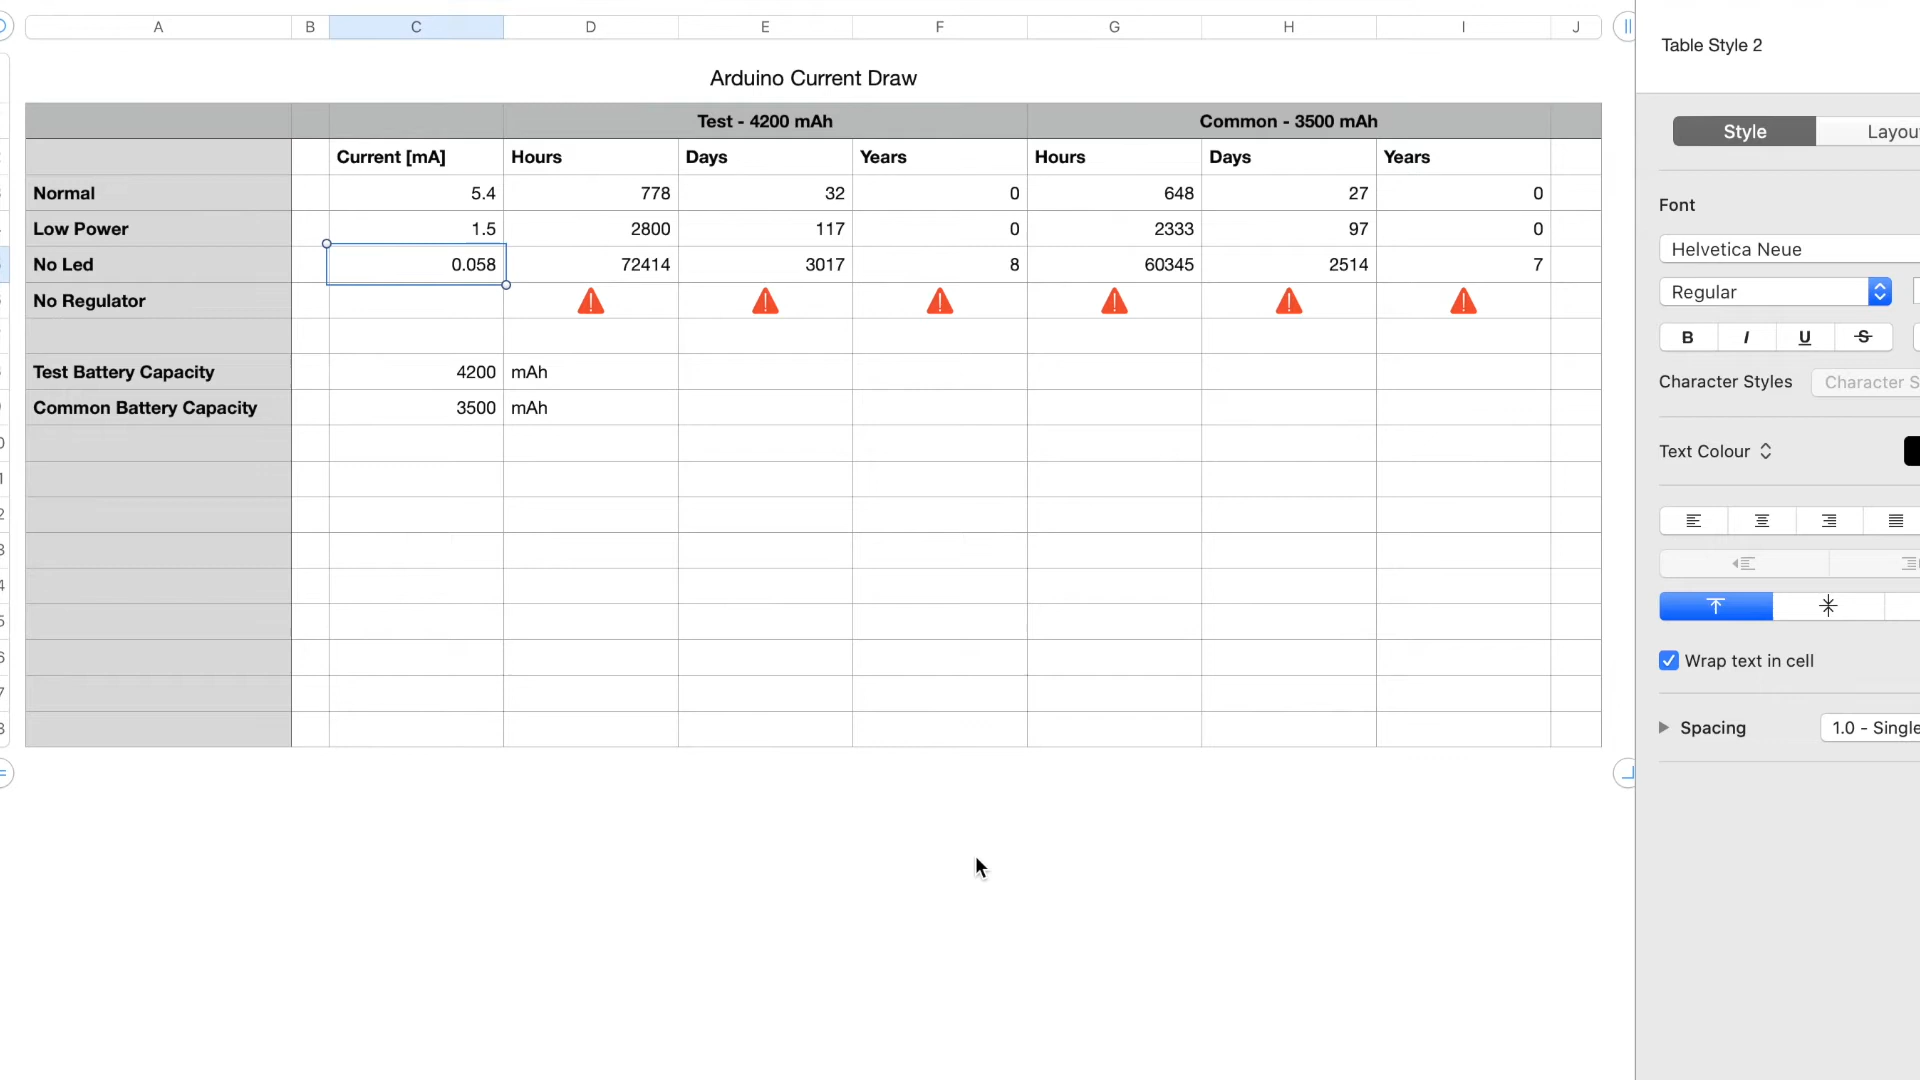 A B C D E F G H I J
Arduino Current Draw
Test - 4200 mAh Common - 3500 mAh
Current [mA] Hours Days Years Hours Days Years
Normal 5.4 778 32 0 648 27 0
Low Power 1.5 2800 117 0 2333 97 0
No Led 0.058 72414 3017 8 60345 2514 7
No Regulator
Test Battery Capacity 4200 mAh
Common Battery Capacity 3500 mAh
Table Style 2
Style Layou
Font
Helvetica Neue
Regular
B I U S
Character Styles Character S
Text Colour
Wrap text in cell
Spacing 1.0 - Single